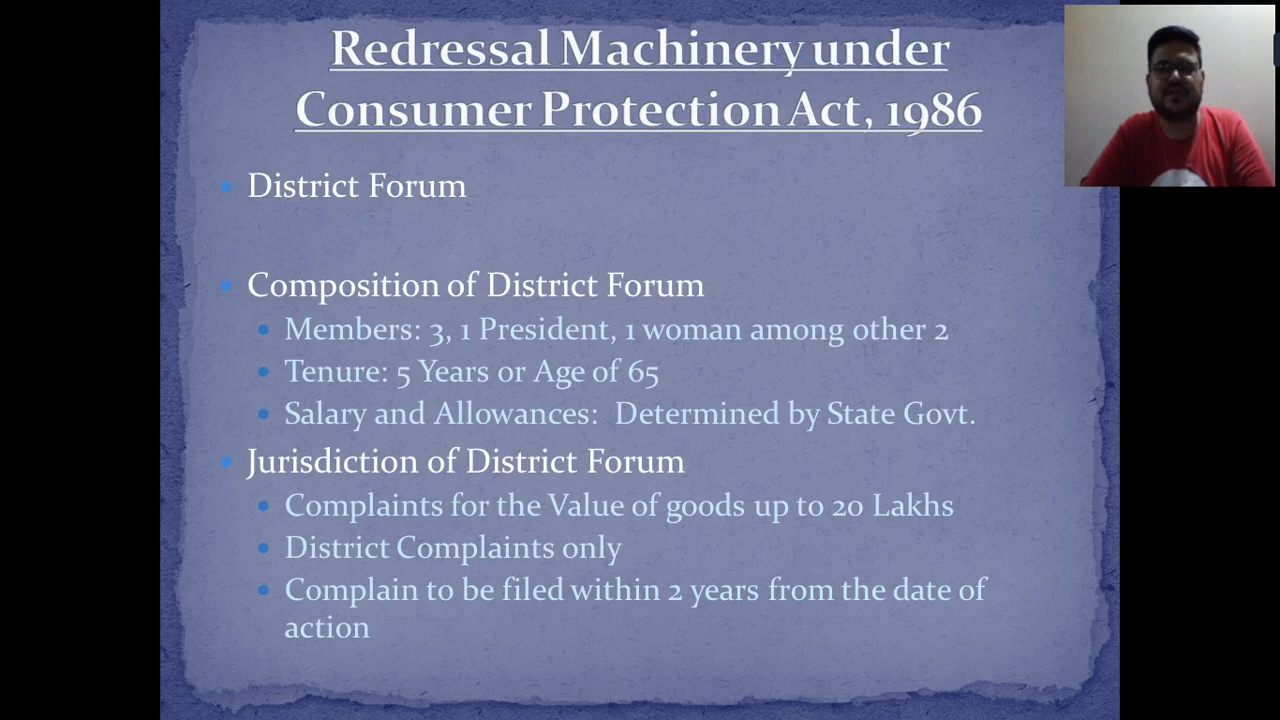 Redressal Machinery under
Consumer Protection Act, 1986
District Forum
Composition of District Forum
Members: 3, 1 President, 1 woman among other 2
Tenure: 5 Years or Age of 65
Salary and Allowances: Determined by State Govt.
Jurisdiction of District Forum
Complaints for the Value of goods up to 20 Lakhs
District Complaints only
Complain to be filed within 2 years from the date of
action